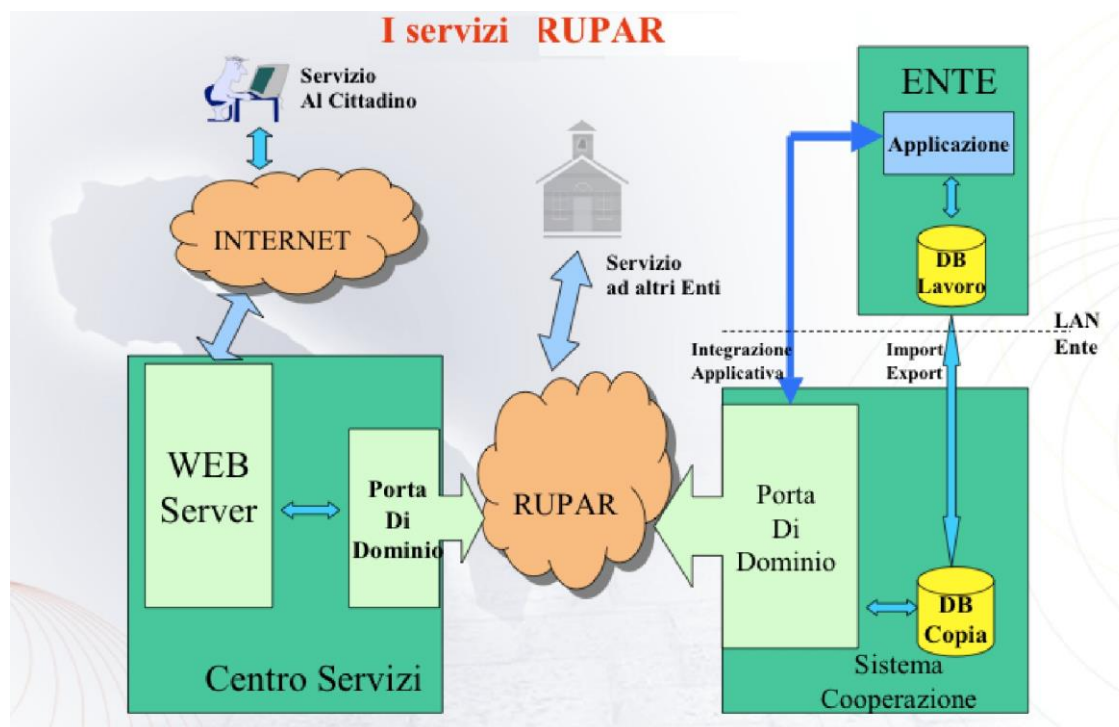 I servizi RUPAR
Servizio
Al Cittadino
INTERNET
Servizio
ad altri Enti
ENTE
Applicazione
DB
Lavoro
LAN
Ente
Integrazione
Applicativa
Import
Export
WEB
Server
Porta
Di
Dominio
RUPAR
Porta
Di
Dominio
DB
Copia
Centro Servizi
Sistema
Cooperazione